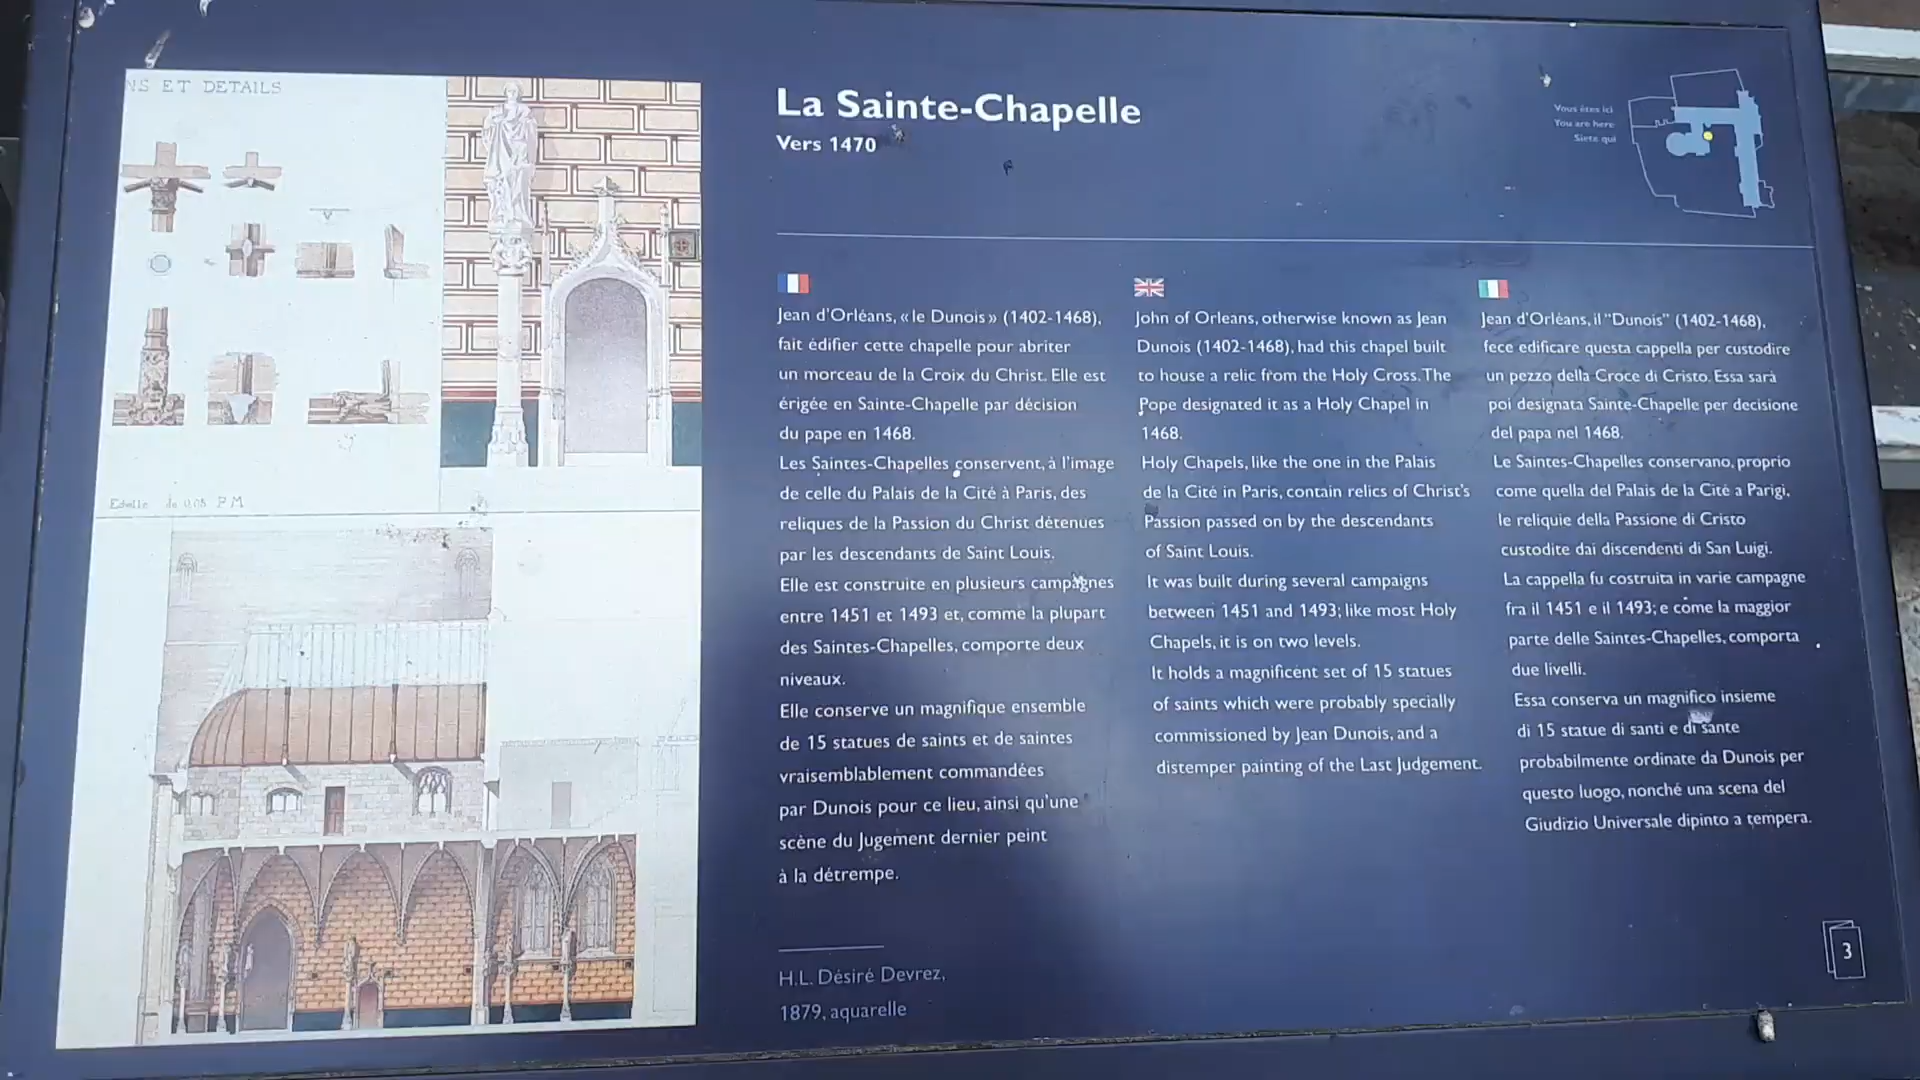 NS ET DETAILS
Echelle de 0.05 P M
La Sainte-Chapelle
Vers 1470
Vous êtes ici
You are here
Siete qui
Jean d'Orléans, « le Dunois » (1402-1468),
fait édifier cette chapelle pour abriter
un morceau de la Croix du Christ. Elle est
érigée en Sainte-Chapelle par décision
du pape en 1468.
Les Saintes-Chapelles conservent, à l'image
de celle du Palais de la Cité à Paris, des
reliques de la Passion du Christ détenues
par les descendants de Saint Louis.
Elle est construite en plusieurs campagnes
entre 1451 et 1493 et, comme la plupart
des Saintes-Chapelles, comporte deux
niveaux.
Elle conserve un magnifique ensemble
de 15 statues de saints et de saintes
vraisemblablement commandées
par Dunois pour ce lieu, ainsi qu'une
scène du Jugement dernier peint
à la détrempe.
H.L. Désiré Devrez,
1879, aquarelle
John of Orleans, otherwise known as Jean
Dunois (1402-1468), had this chapel built
to house a relic from the Holy Cross. The
Pope designated it as a Holy Chapel in
1468.
Holy Chapels, like the one in the Palais
de la Cité in Paris, contain relics of Christ's
Passion passed on by the descendants
of Saint Louis.
It was built during several campaigns
between 1451 and 1493; like most Holy
Chapels, it is on two levels.
It holds a magnificent set of 15 statues
of saints which were probably specially
commissioned by Jean Dunois, and a
distemper painting of the Last Judgement.
Jean d'Orléans, il "Dunois" (1402-1468),
fece edificare questa cappella per custodire
un pezzo della Croce di Cristo. Essa sarà
poi designata Sainte-Chapelle per decisione
del papa nel 1468.
Le Saintes-Chapelles conservano, proprio
come quella del Palais de la Cité a Parigi,
le reliquie della Passione di Cristo
custodite dai discendenti di San Luigi.
La cappella fu costruita in varie campagne
fra il 1451 e il 1493; e come la maggior
parte delle Saintes-Chapelles, comporta
due livelli.
Essa conserva un magnifico insieme
di 15 statue di santi e di sante
probabilmente ordinate da Dunois per
questo luogo, nonché una scena del
Giudizio Universale dipinto a tempera.
3